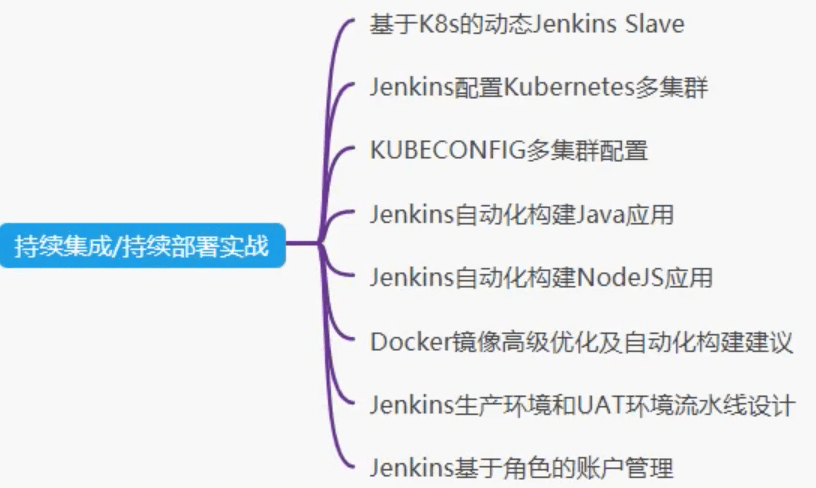 基于K8s的动态Jenkins Slave
Jenkins配置Kubernetes多集群
KUBECONFIG多集群配置
Jenkins自动化构建Java应用
持续集成/持续部署实战
Jenkins自动化构建NodeJS应用
Docker镜像高级优化及自动化构建建议
Jenkins生产环境和UAT环境流水线设计
Jenkins基于角色的账户管理